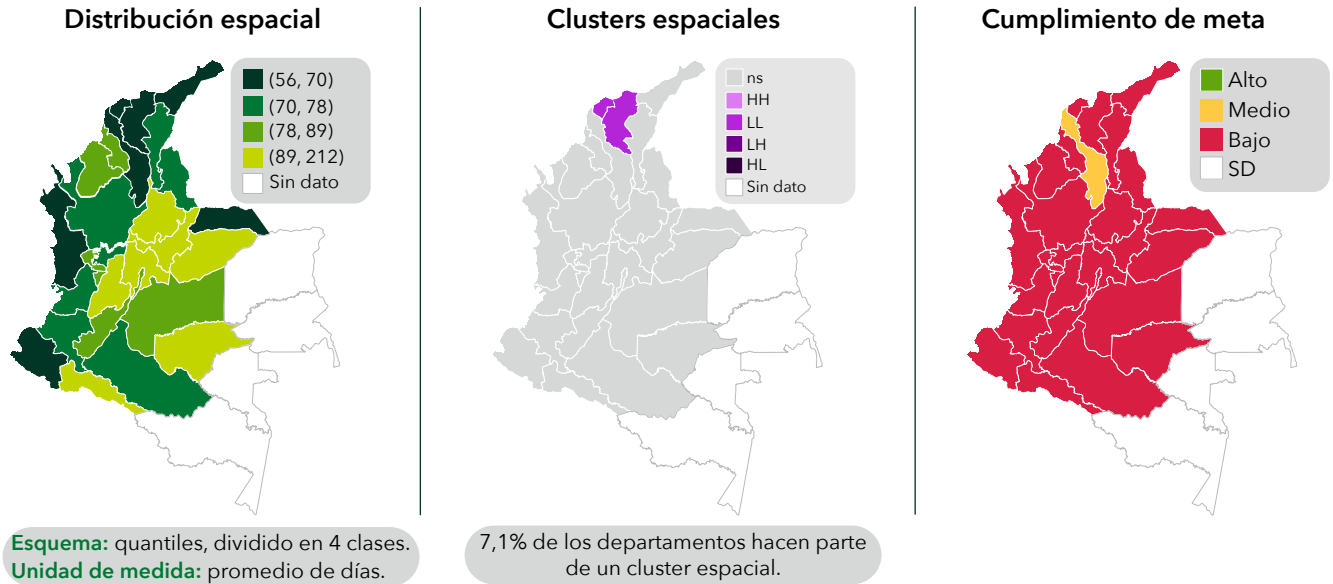 Distribución espacial
(56, 70)
(70, 78)
(78, 89)
(89, 212)
Sin dato
Esquema: quantiles, dividido en 4 clases.
Unidad de medida: promedio de días.
Clusters espaciales
ns
HH
LL
LH
HL
Sin dato
7,1% de los departamentos hacen parte
de un cluster espacial.
Cumplimiento de meta
Alto
Medio
Bajo
SD